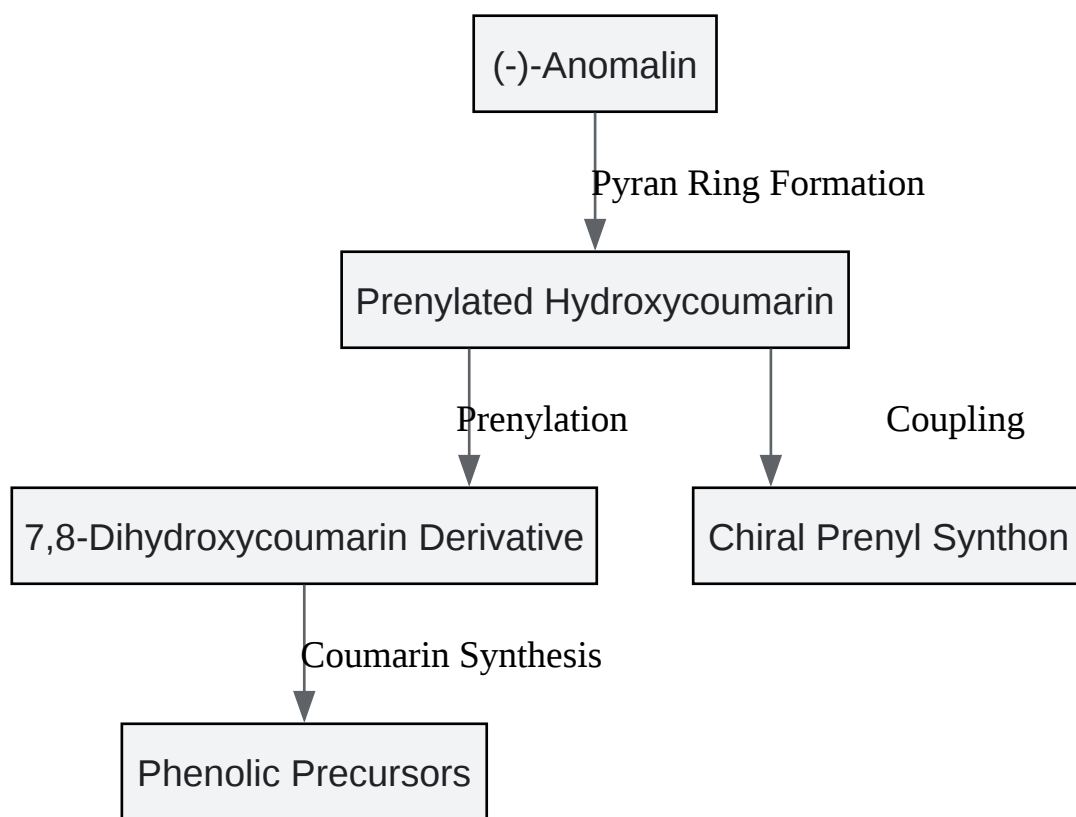 (-)-Anomalin
Pyran Ring Formation
Prenylated Hydroxycoumarin
Prenylation
Coupling
7,8-Dihydroxycoumarin Derivative
Chiral Prenyl Synthon
Coumarin Synthesis
Phenolic Precursors